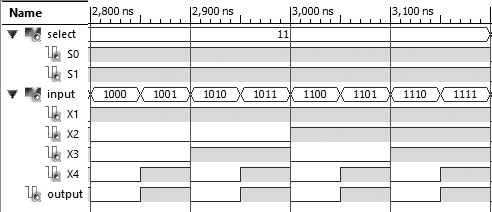 Name 2,800 ns 2,900 ns 3,000 ns 3,100 ns
select 11
S0
S1
input 1000 1001 1010 1011 1100 1101 1110 1111
X1
X2
X3
X4
output